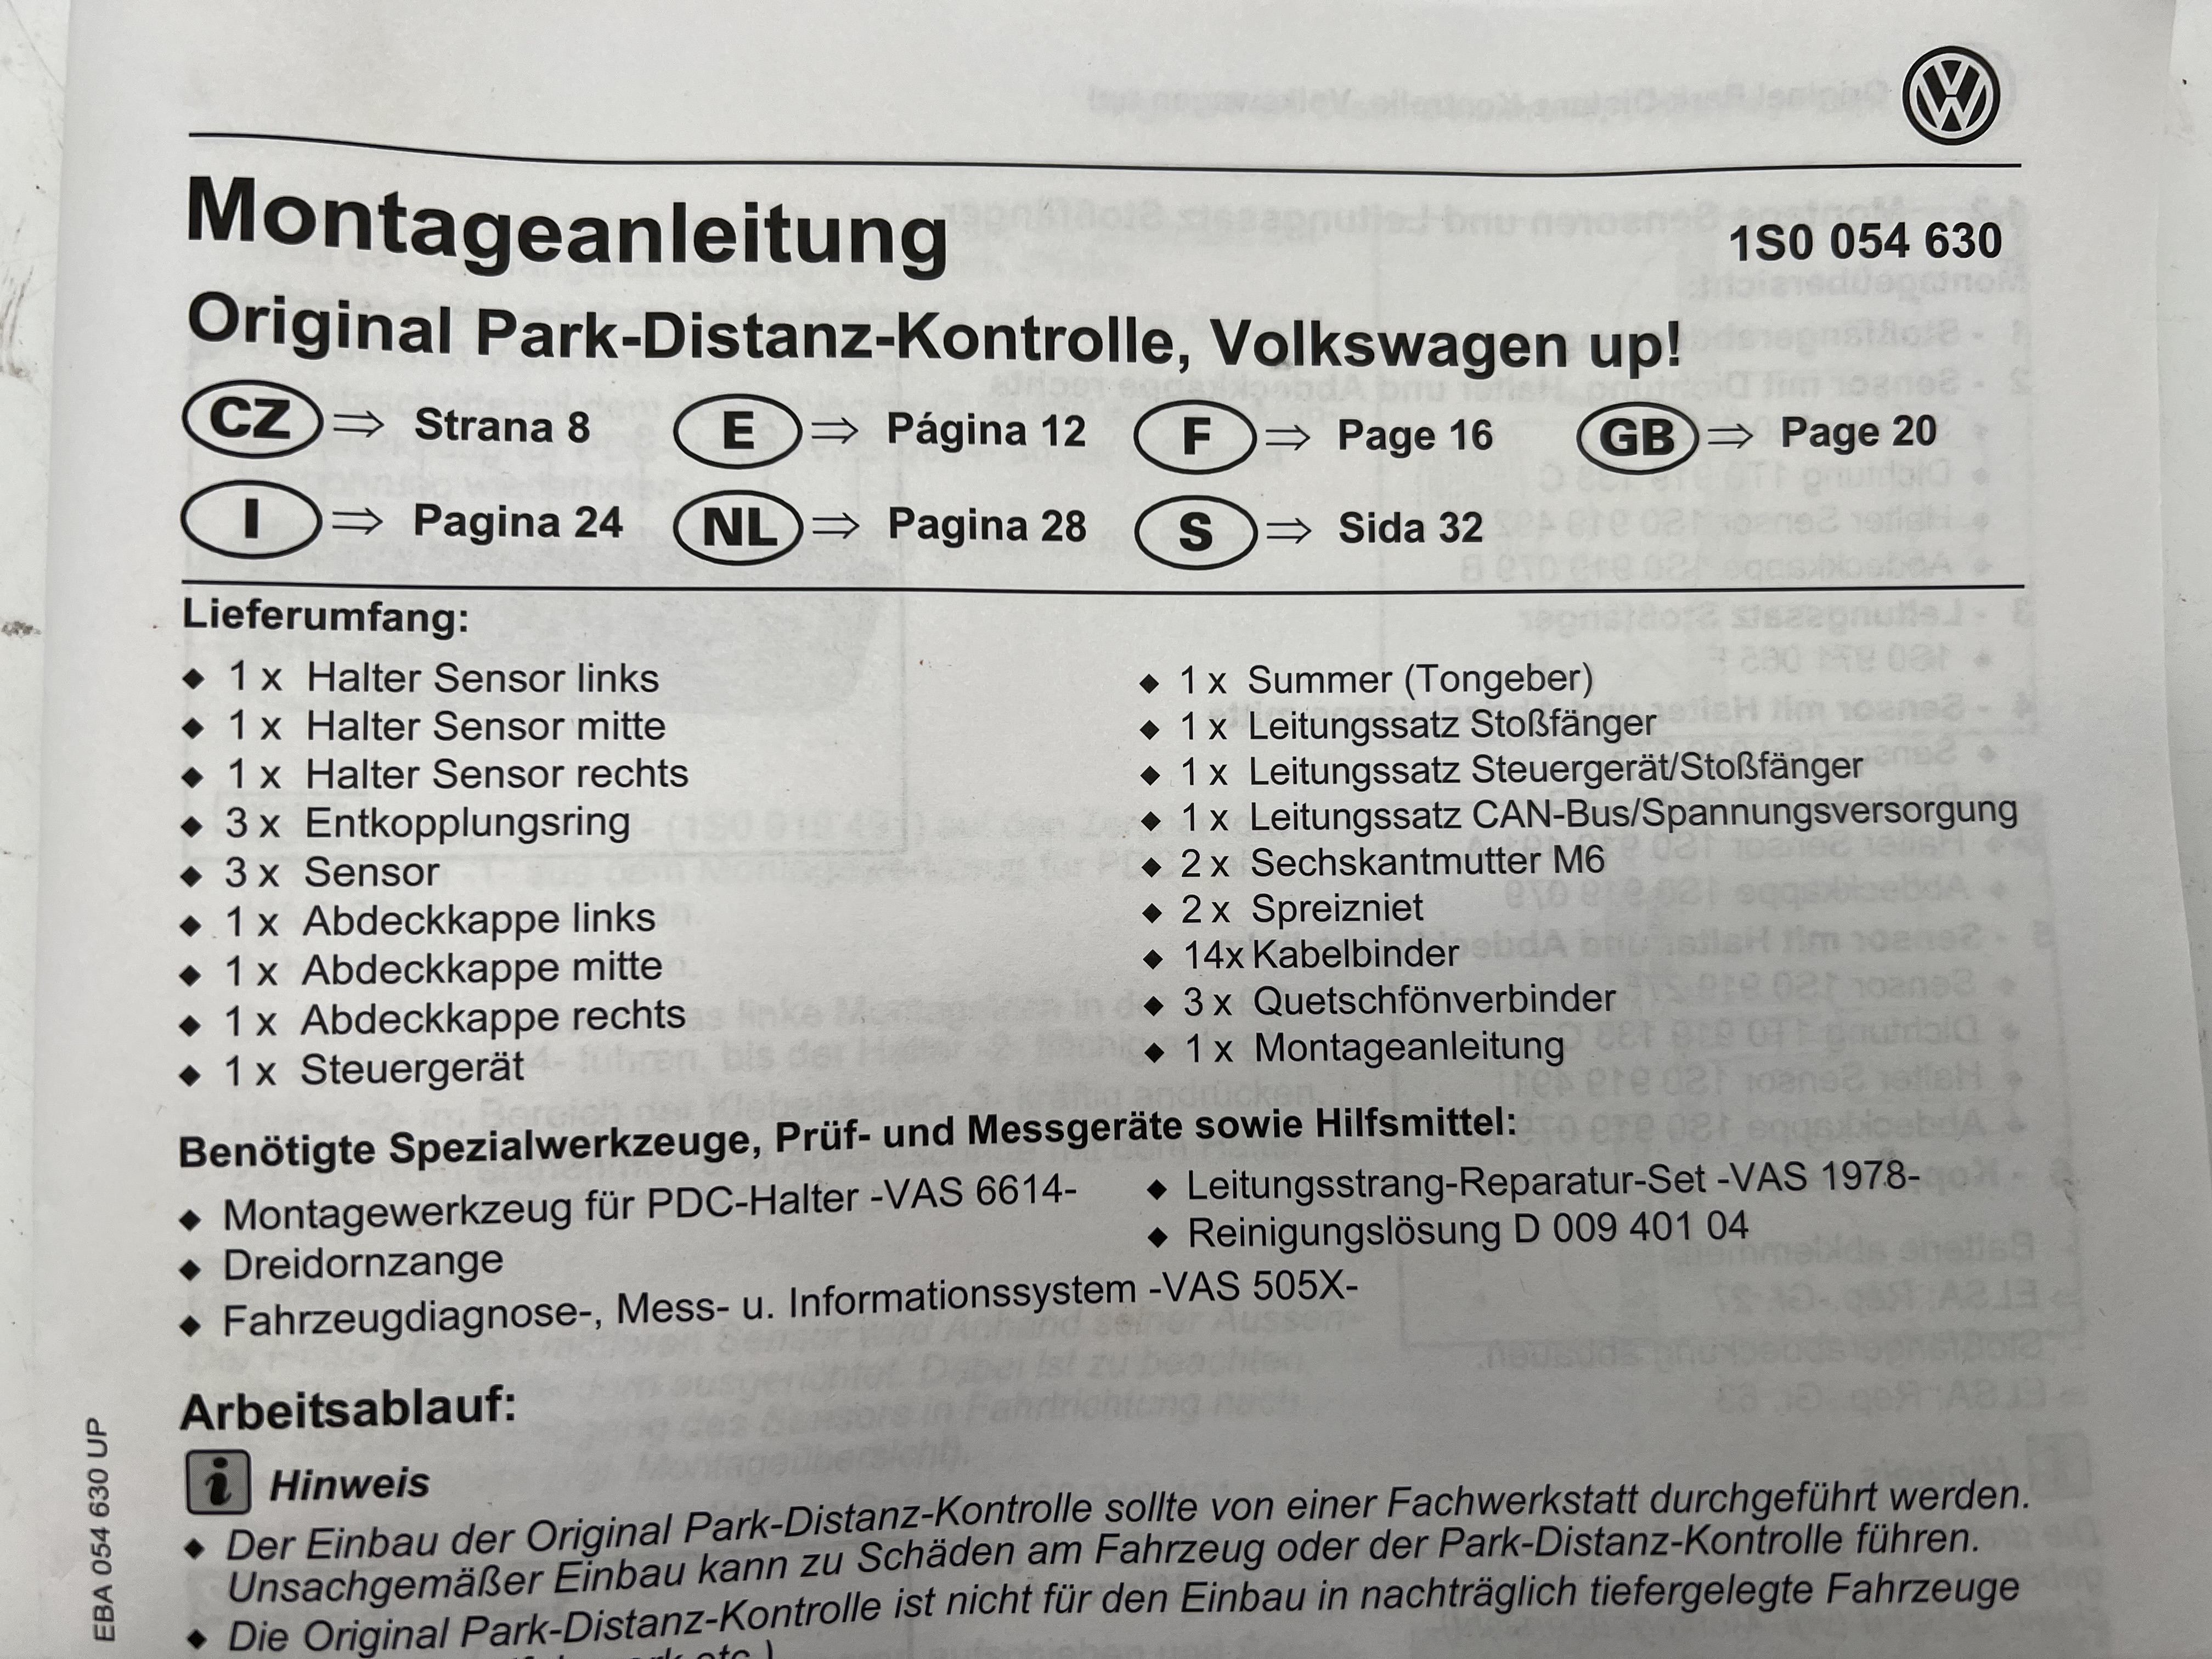 Montageanleitung
1S0 054 630
Original Park-Distanz-Kontrolle, Volkswagen up!
CZ ⇒ Strana 8 E ⇒ Página 12 F ⇒ Page 16 GB ⇒ Page 20
I ⇒ Pagina 24 NL ⇒ Pagina 28 S ⇒ Sida 32
Lieferumfang:
◆ 1 x Halter Sensor links
◆ 1 x Halter Sensor mitte
◆ 1 x Halter Sensor rechts
◆ 3 x Entkopplungsring
◆ 3 x Sensor
◆ 1 x Abdeckkappe links
◆ 1 x Abdeckkappe mitte
◆ 1 x Abdeckkappe rechts
◆ 1 x Steuergerät
◆ 1 x Summer (Tongeber)
◆ 1 x Leitungssatz Stoßfänger
◆ 1 x Leitungssatz Steuergerät/Stoßfänger
◆ 1 x Leitungssatz CAN-Bus/Spannungsversorgung
◆ 2 x Sechskantmutter M6
◆ 2 x Spreizniet
◆ 14x Kabelbinder
◆ 3 x Quetschfönverbinder
◆ 1 x Montageanleitung
Benötigte Spezialwerkzeuge, Prüf- und Messgeräte sowie Hilfsmittel:
◆ Montagewerkzeug für PDC-Halter -VAS 6614-
◆ Dreidornzange
◆ Leitungsstrang-Reparatur-Set -VAS 1978-
◆ Reinigungslösung D 009 401 04
◆ Fahrzeugdiagnose-, Mess- u. Informationssystem -VAS 505X-
Arbeitsablauf:
i Hinweis
◆ Der Einbau der Original Park-Distanz-Kontrolle sollte von einer Fachwerkstatt durchgeführt werden.
Unsachgemäßer Einbau kann zu Schäden am Fahrzeug oder der Park-Distanz-Kontrolle führen.
◆ Die Original Park-Distanz-Kontrolle ist nicht für den Einbau in nachträglich tiefergelegte Fahrzeuge
etc.)
EBA 054 630 UP